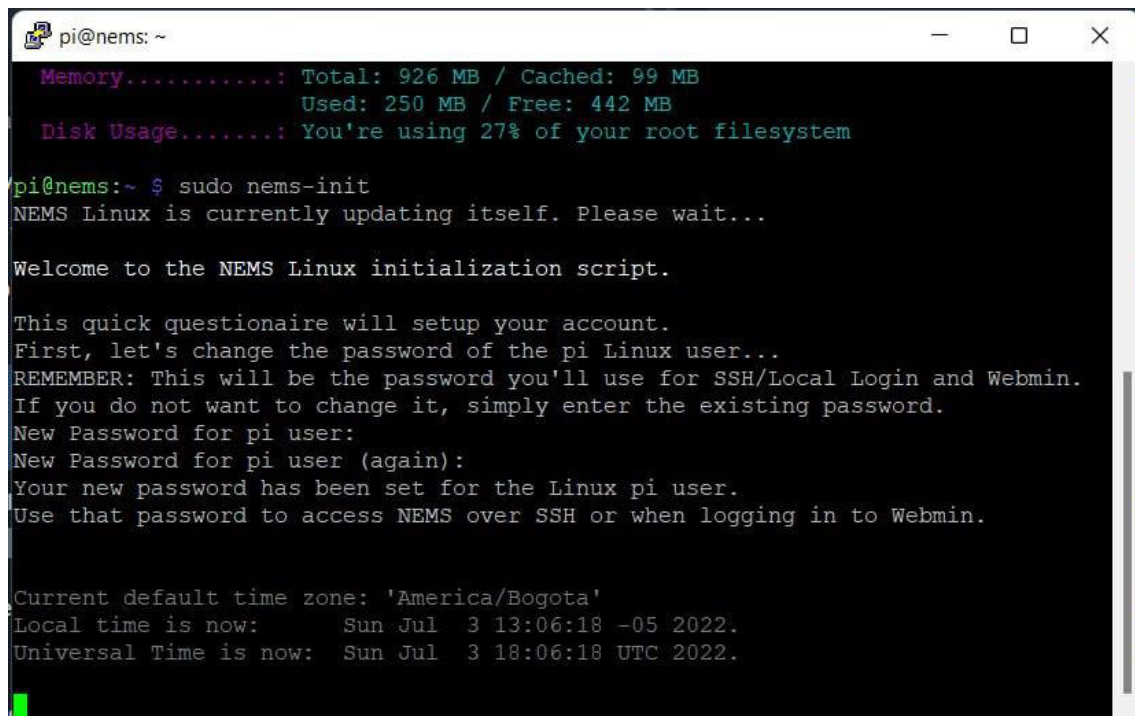 pi@nems: ~
Memory...........: Total: 926 MB / Cached: 99 MB
Used: 250 MB / Free: 442 MB
Disk Usage.......: You're using 27% of your root filesystem
pi@nems:~ $ sudo nems-init
NEMS Linux is currently updating itself. Please wait...
Welcome to the NEMS Linux initialization script.
This quick questionaire will setup your account.
First, let's change the password of the pi Linux user...
REMEMBER: This will be the password you'll use for SSH/Local Login and Webmin.
If you do not want to change it, simply enter the existing password.
New Password for pi user:
New Password for pi user (again):
Your new password has been set for the Linux pi user.
Use that password to access NEMS over SSH or when logging in to Webmin.
Current default time zone: 'America/Bogota'
Local time is now:      Sun Jul  3 13:06:18 -05 2022.
Universal Time is now:  Sun Jul  3 18:06:18 UTC 2022.